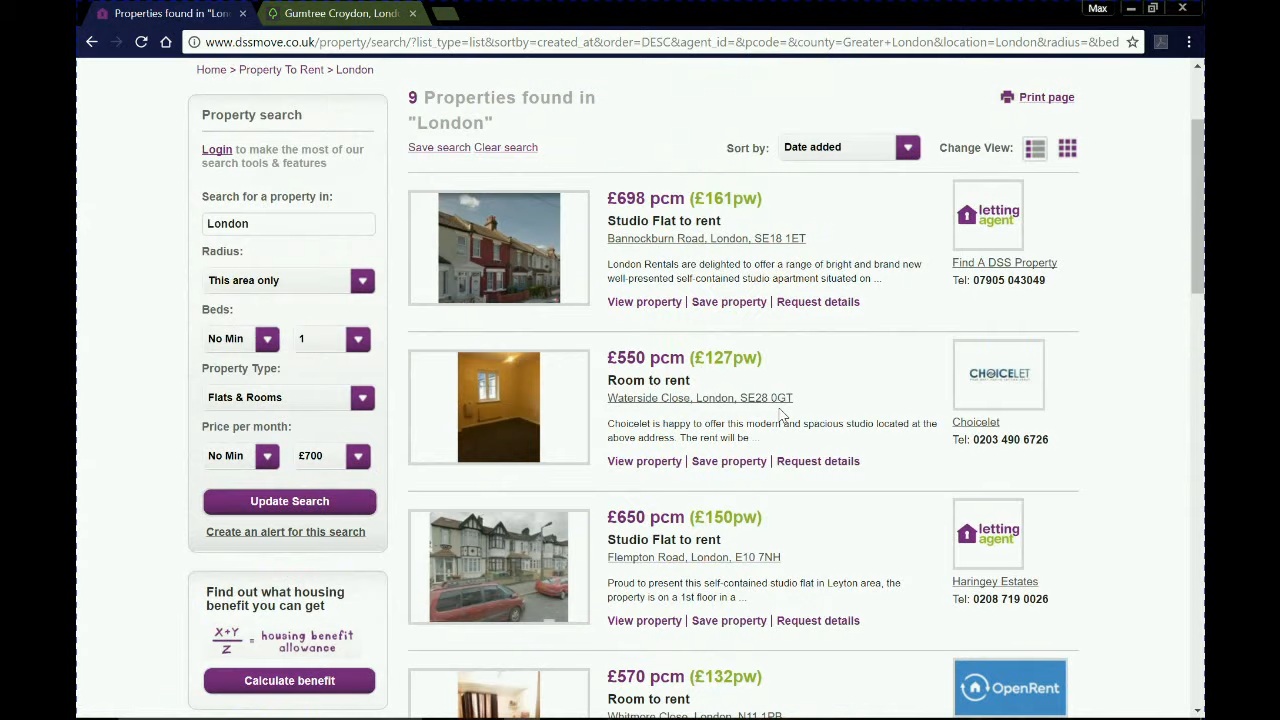 Properties found in "Lon
Gumtree Croydon, Lond
Max
www.dssmove.co.uk/property/search/?list_type=list&sortby=created_at&order=DESC&agent_id=&pcode=&county=Greater+London&location=London&radius=&bed
Home > Property To Rent > London
Property search
Login to make the most of our
search tools & features
Search for a property in:
London
Radius:
This area only
Beds:
No Min 1
Property Type:
Flats & Rooms
Price per month:
No Min £700
Update Search
Create an alert for this search
Find out what housing
benefit you can get
X+Y
Z
= housing benefit
allowance
Calculate benefit
9 Properties found in
"London"
Print page
Save search Clear search
Sort by: Date added
Change View:
£698 pcm (£161pw)
Studio Flat to rent
Bannockburn Road, London, SE18 1ET
London Rentals are delighted to offer a range of bright and brand new
well-presented self-contained studio apartment situated on ...
View property | Save property | Request details
letting
agent
Find A DSS Property
Tel: 07905 043049
£550 pcm (£127pw)
Room to rent
Waterside Close, London, SE28 0GT
Choicelet is happy to offer this modern and spacious studio located at the
above address. The rent will be ...
View property | Save property | Request details
CHOICELET
Choicelet
Tel: 0203 490 6726
£650 pcm (£150pw)
Studio Flat to rent
Flempton Road, London, E10 7NH
Proud to present this self-contained studio flat in Leyton area, the
property is on a 1st floor in a ...
View property | Save property | Request details
letting
agent
Haringey Estates
Tel: 0208 719 0026
£570 pcm (£132pw)
Room to rent
Whitmore Close, London, N11 1PB
OpenRent